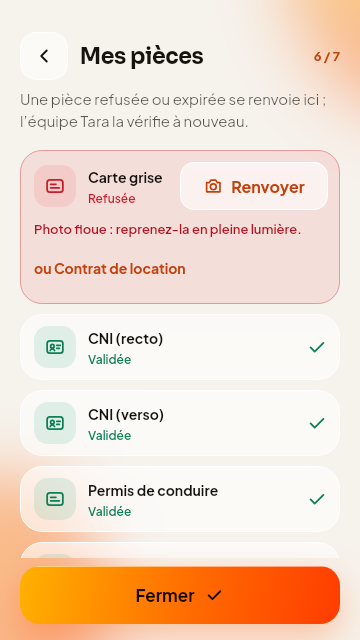 Mes pièces
6 / 7
Une pièce refusée ou expirée se renvoie ici ;
l'équipe Tara la vérifie à nouveau.
Carte grise
Refusée
Renvoyer
Photo floue : reprenez-la en pleine lumière.
ou Contrat de location
CNI (recto)
Validée
CNI (verso)
Validée
Permis de conduire
Validée
Fermer